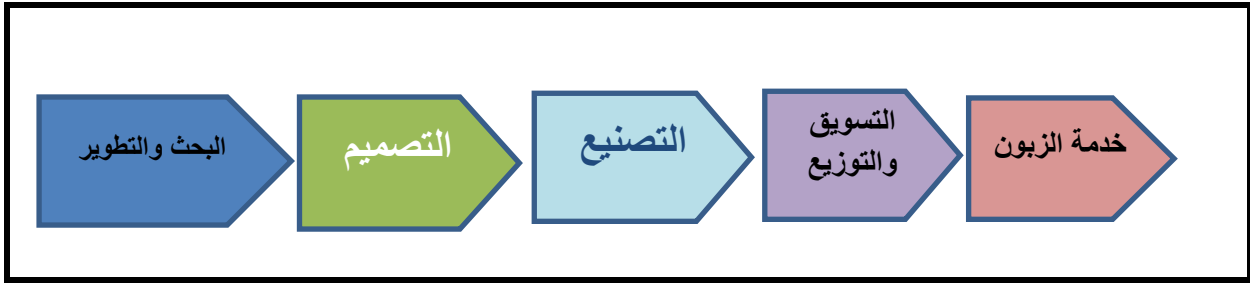 البحث والتطوير
التصميم
التصنيع
التسويق
والتوزيع
خدمة الزبون